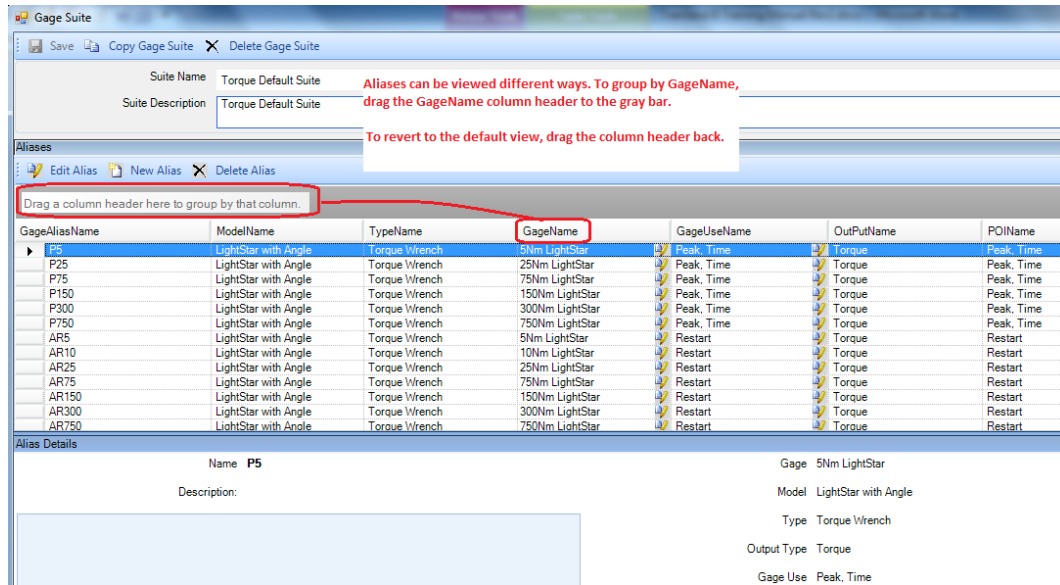 Gage Suite
Save Copy Gage Suite Delete Gage Suite
Suite Name Torque Default Suite
Suite Description Torque Default Suite
Aliases can be viewed different ways. To group by GageName,
drag the GageName column header to the gray bar.
To revert to the default view, drag the column header back.
Aliases
Edit Alias New Alias Delete Alias
Drag a column header here to group by that column.
GageAliasName ModelName TypeName GageName GageUseName OutPutName POIName
P5 LightStar with Angle Torque Wrench 5Nm LightStar Peak, Time Torque Peak, Time
P25 LightStar with Angle Torque Wrench 25Nm LightStar Peak, Time Torque Peak, Time
P75 LightStar with Angle Torque Wrench 75Nm LightStar Peak, Time Torque Peak, Time
P150 LightStar with Angle Torque Wrench 150Nm LightStar Peak, Time Torque Peak, Time
P300 LightStar with Angle Torque Wrench 300Nm LightStar Peak, Time Torque Peak, Time
P750 LightStar with Angle Torque Wrench 750Nm LightStar Peak, Time Torque Peak, Time
AR5 LightStar with Angle Torque Wrench 5Nm LightStar Restart Torque Restart
AR10 LightStar with Angle Torque Wrench 10Nm LightStar Restart Torque Restart
AR25 LightStar with Angle Torque Wrench 25Nm LightStar Restart Torque Restart
AR75 LightStar with Angle Torque Wrench 75Nm LightStar Restart Torque Restart
AR150 LightStar with Angle Torque Wrench 150Nm LightStar Restart Torque Restart
AR300 LightStar with Angle Torque Wrench 300Nm LightStar Restart Torque Restart
AR750 LightStar with Angle Torque Wrench 750Nm LightStar Restart Torque Restart
Alias Details
Name P5 Gage 5Nm LightStar
Description: Model LightStar with Angle
Type Torque Wrench
Output Type Torque
Gage Use Peak, Time